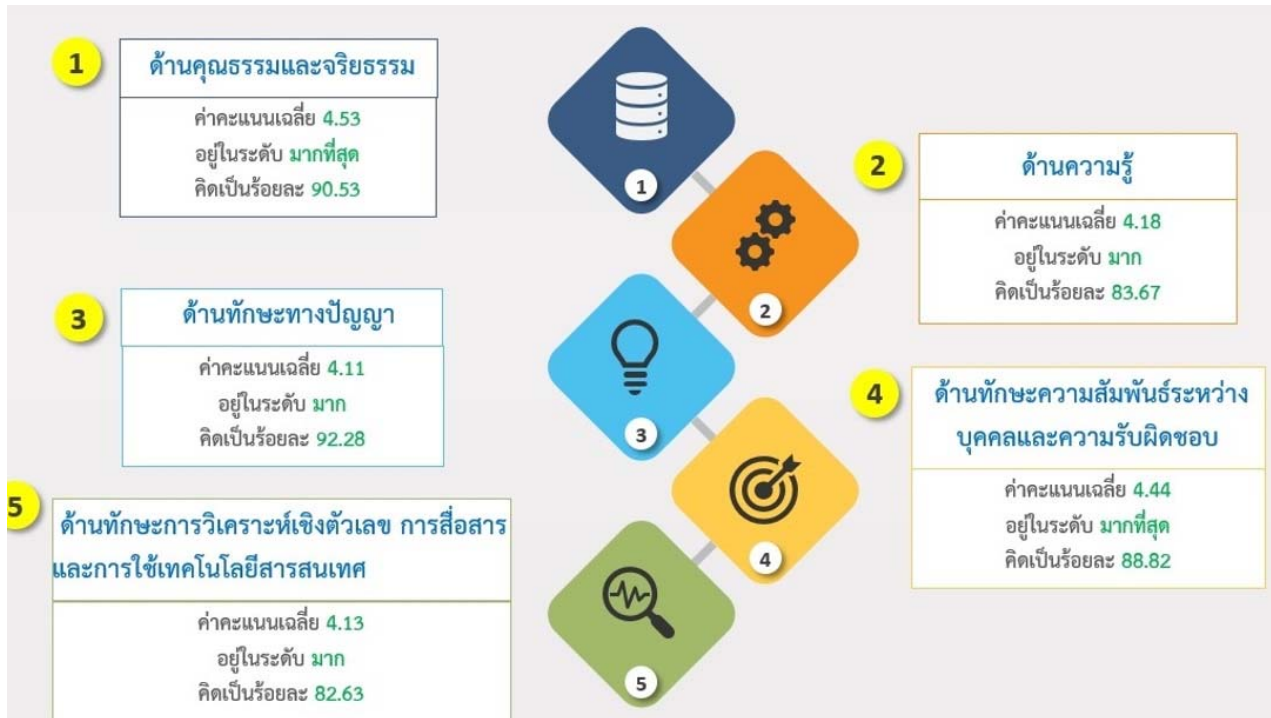 1
ด้านคุณธรรมและจริยธรรม
ค่าคะแนนเฉลี่ย 4.53
อยู่ในระดับ มากที่สุด
คิดเป็นร้อยละ 90.53
1
2
ด้านความรู้
ค่าคะแนนเฉลี่ย 4.18
อยู่ในระดับ มาก
คิดเป็นร้อยละ 83.67
2
3
ด้านทักษะทางปัญญา
ค่าคะแนนเฉลี่ย 4.11
อยู่ในระดับ มาก
คิดเป็นร้อยละ 92.28
3
4
ด้านทักษะความสัมพันธ์ระหว่าง
บุคคลและความรับผิดชอบ
ค่าคะแนนเฉลี่ย 4.44
อยู่ในระดับ มากที่สุด
คิดเป็นร้อยละ 88.82
4
5
ด้านทักษะการวิเคราะห์เชิงตัวเลข การสื่อสาร
และการใช้เทคโนโลยีสารสนเทศ
ค่าคะแนนเฉลี่ย 4.13
อยู่ในระดับ มาก
คิดเป็นร้อยละ 82.63
5